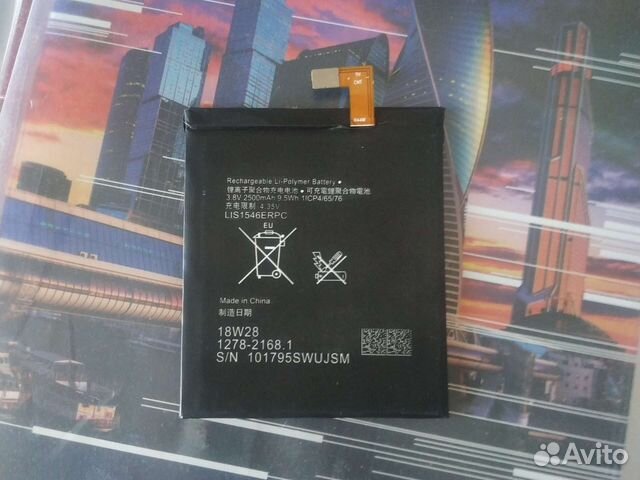 Rechargeable Li-Polymer Battery ●
锂离子聚合物充电电池 ● 可充電鋰聚合物電池
3.8V 2500mAh 9.5Wh 1ICP4/65/76
充电限制 4.35V
LIS1546ERPC
EU
Made in China
制造日期
18W28
1278-2168.1
S/N 101795SWUJSM
Avito